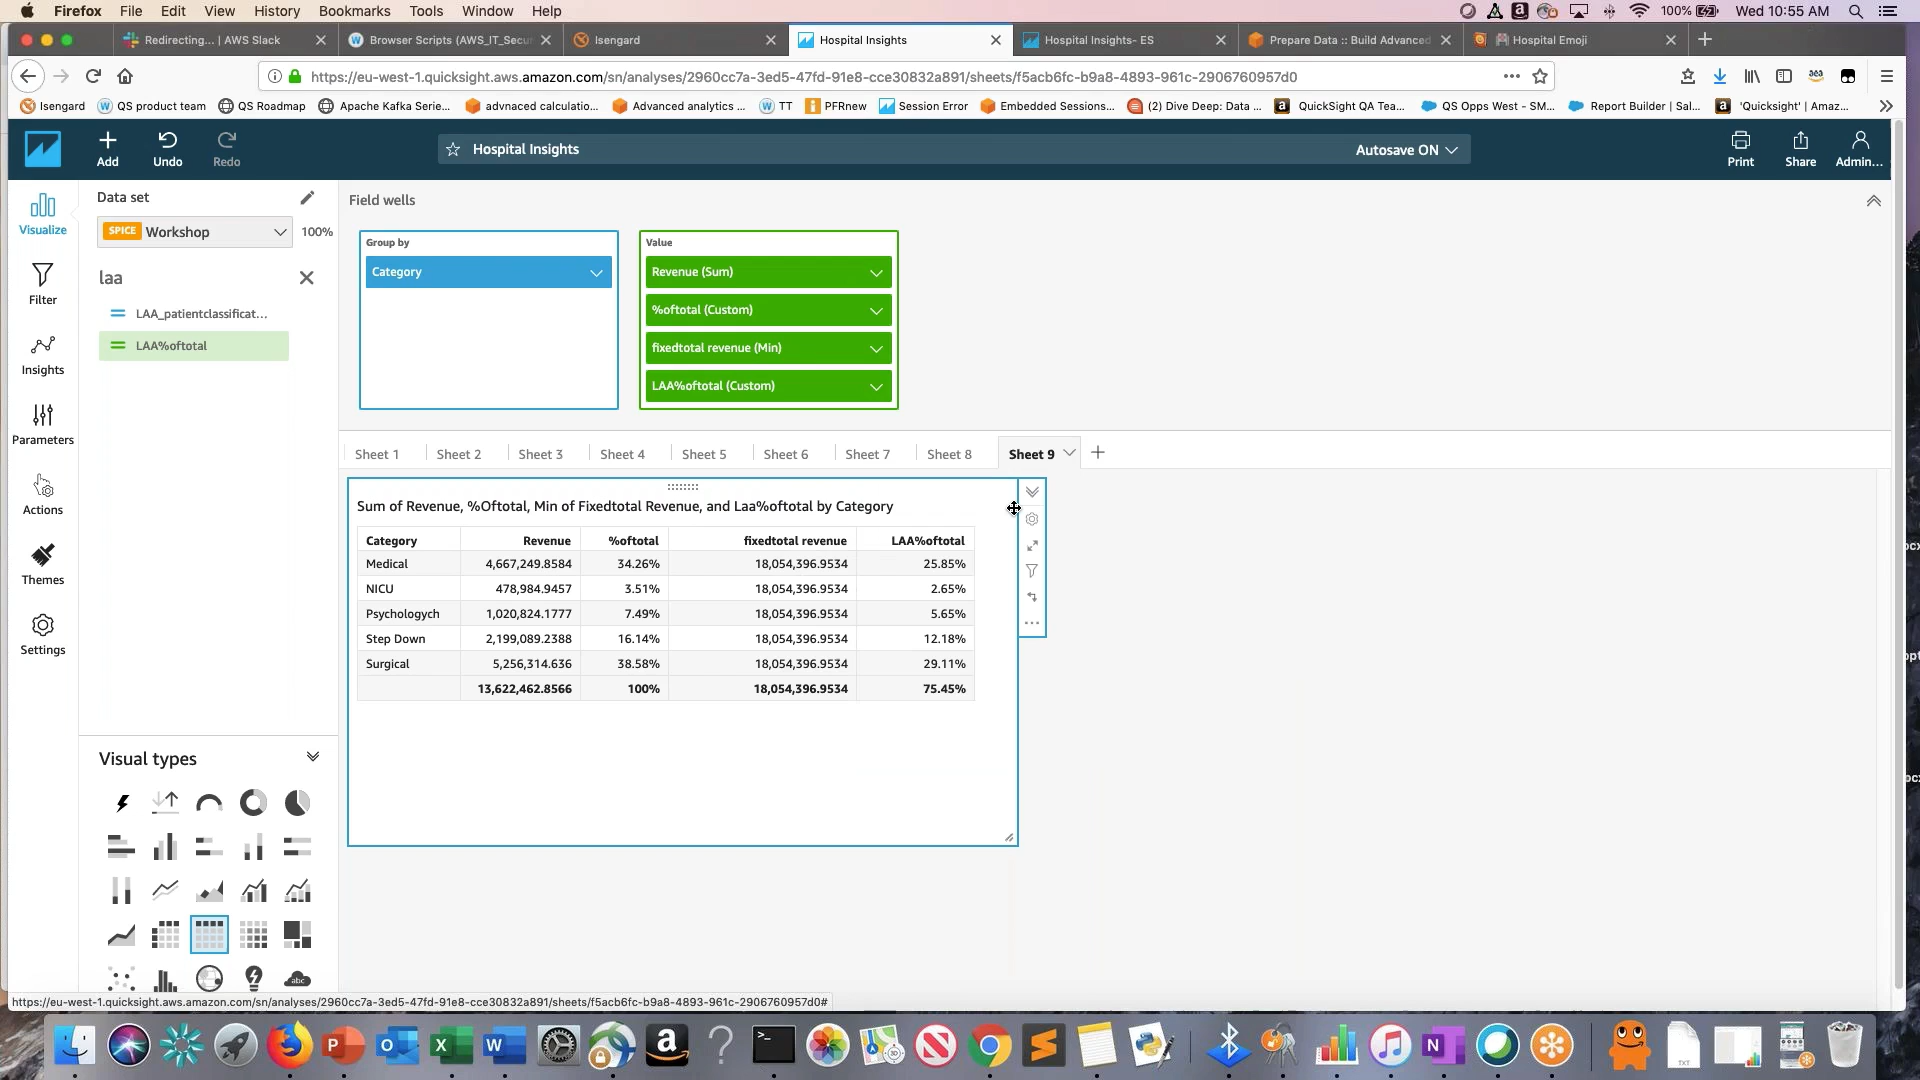 Firefox File Edit View History Bookmarks Tools Window Help
100% Wed 10:55 AM
Redirecting... | AWS Slack
Browser Scripts (AWS_IT_Secu
Isengard
Hospital Insights
Hospital Insights- ES
Prepare Data :: Build Advanced
Hospital Emoji
https://eu-west-1.quicksight.aws.amazon.com/sn/analyses/2960cc7a-3ed5-47fd-91e8-cce30832a891/sheets/f5acb6fc-b9a8-4893-961c-2906760957d0
Isengard QS product team QS Roadmap Apache Kafka Serie... advnaced calculatio... Advanced analytics ... TT PFRnew Session Error Embedded Sessions... (2) Dive Deep: Data ... QuickSight QA Tea... QS Opps West - SM... Report Builder | Sal... 'Quicksight' | Amaz...
Add Undo Redo
Hospital Insights
Autosave ON
Print Share Admin...
Visualize
Filter
Insights
Parameters
Actions
Themes
Settings
Data set
SPICE Workshop 100%
laa
LAA_patientclassificat...
LAA%oftotal
Field wells
Group by
Category
Value
Revenue (Sum)
%oftotal (Custom)
fixedtotal revenue (Min)
LAA%oftotal (Custom)
Sheet 1 Sheet 2 Sheet 3 Sheet 4 Sheet 5 Sheet 6 Sheet 7 Sheet 8 Sheet 9
Sum of Revenue, %Oftotal, Min of Fixedtotal Revenue, and Laa%oftotal by Category
Category Revenue %oftotal fixedtotal revenue LAA%oftotal
Medical 4,667,249.8584 34.26% 18,054,396.9534 25.85%
NICU 478,984.9457 3.51% 18,054,396.9534 2.65%
Psychologych 1,020,824.1777 7.49% 18,054,396.9534 5.65%
Step Down 2,199,089.2388 16.14% 18,054,396.9534 12.18%
Surgical 5,256,314.636 38.58% 18,054,396.9534 29.11%
13,622,462.8566 100% 18,054,396.9534 75.45%
Visual types
abc
https://eu-west-1.quicksight.aws.amazon.com/sn/analyses/2960cc7a-3ed5-47fd-91e8-cce30832a891/sheets/f5acb6fc-b9a8-4893-961c-2906760957d0#